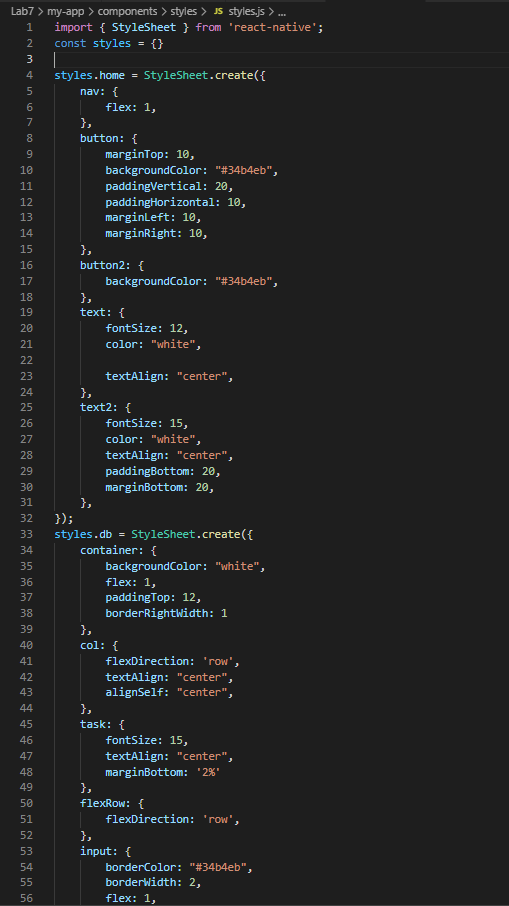 Lab7 > my-app > components > styles > JS styles.js > ...
1 import { StyleSheet } from 'react-native';
2 const styles = {}
3
4 styles.home = StyleSheet.create({
5 nav: {
6 flex: 1,
7 },
8 button: {
9 marginTop: 10,
10 backgroundColor: "#34b4eb",
11 paddingVertical: 20,
12 paddingHorizontal: 10,
13 marginLeft: 10,
14 marginRight: 10,
15 },
16 button2: {
17 backgroundColor: "#34b4eb",
18 },
19 text: {
20 fontSize: 12,
21 color: "white",
22
23 textAlign: "center",
24 },
25 text2: {
26 fontSize: 15,
27 color: "white",
28 textAlign: "center",
29 paddingBottom: 20,
30 marginBottom: 20,
31 },
32 });
33 styles.db = StyleSheet.create({
34 container: {
35 backgroundColor: "white",
36 flex: 1,
37 paddingTop: 12,
38 borderRightWidth: 1
39 },
40 col: {
41 flexDirection: 'row',
42 textAlign: "center",
43 alignSelf: "center",
44 },
45 task: {
46 fontSize: 15,
47 textAlign: "center",
48 marginBottom: '2%'
49 },
50 flexRow: {
51 flexDirection: 'row',
52 },
53 input: {
54 borderColor: "#34b4eb",
55 borderWidth: 2,
56 flex: 1,